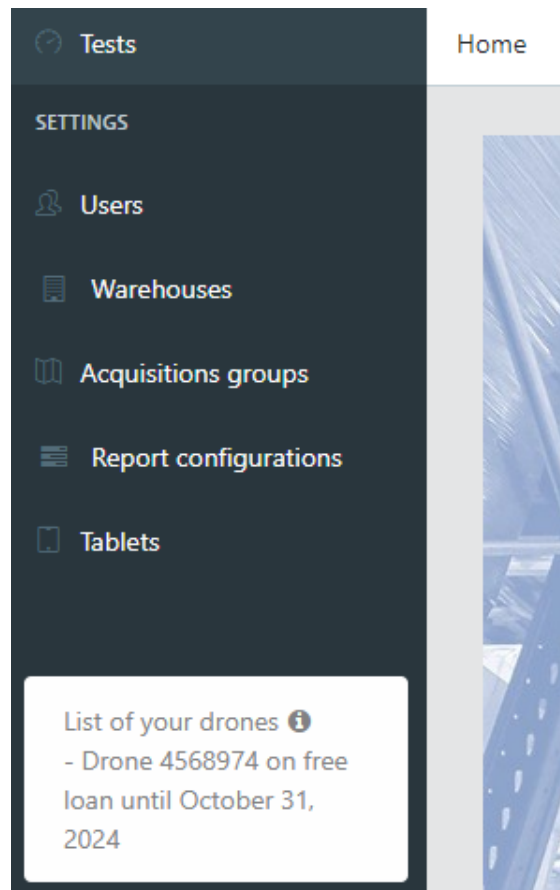 Tests
Home
SETTINGS
Users
Warehouses
Acquisitions groups
Report configurations
Tablets
List of your drones
- Drone 4568974 on free
loan until October 31,
2024